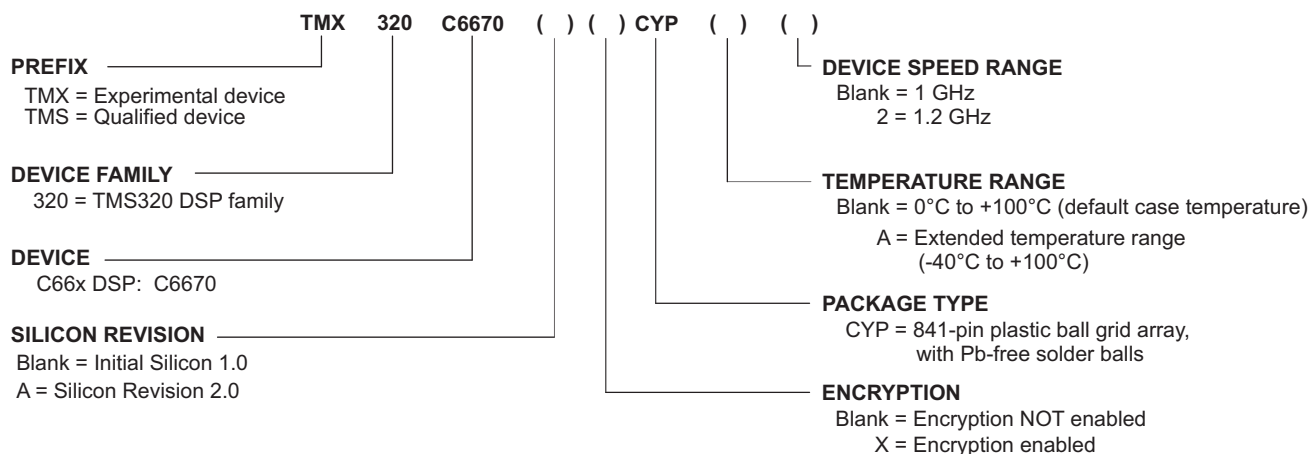 TMX 320 C6670 ( ) ( ) CYP ( ) ( )
PREFIX
TMX = Experimental device
TMS = Qualified device
DEVICE FAMILY
320 = TMS320 DSP family
DEVICE
C66x DSP: C6670
SILICON REVISION
Blank = Initial Silicon 1.0
A = Silicon Revision 2.0
DEVICE SPEED RANGE
Blank = 1 GHz
2 = 1.2 GHz
TEMPERATURE RANGE
Blank = 0°C to +100°C (default case temperature)
A = Extended temperature range
(-40°C to +100°C)
PACKAGE TYPE
CYP = 841-pin plastic ball grid array,
with Pb-free solder balls
ENCRYPTION
Blank = Encryption NOT enabled
X = Encryption enabled